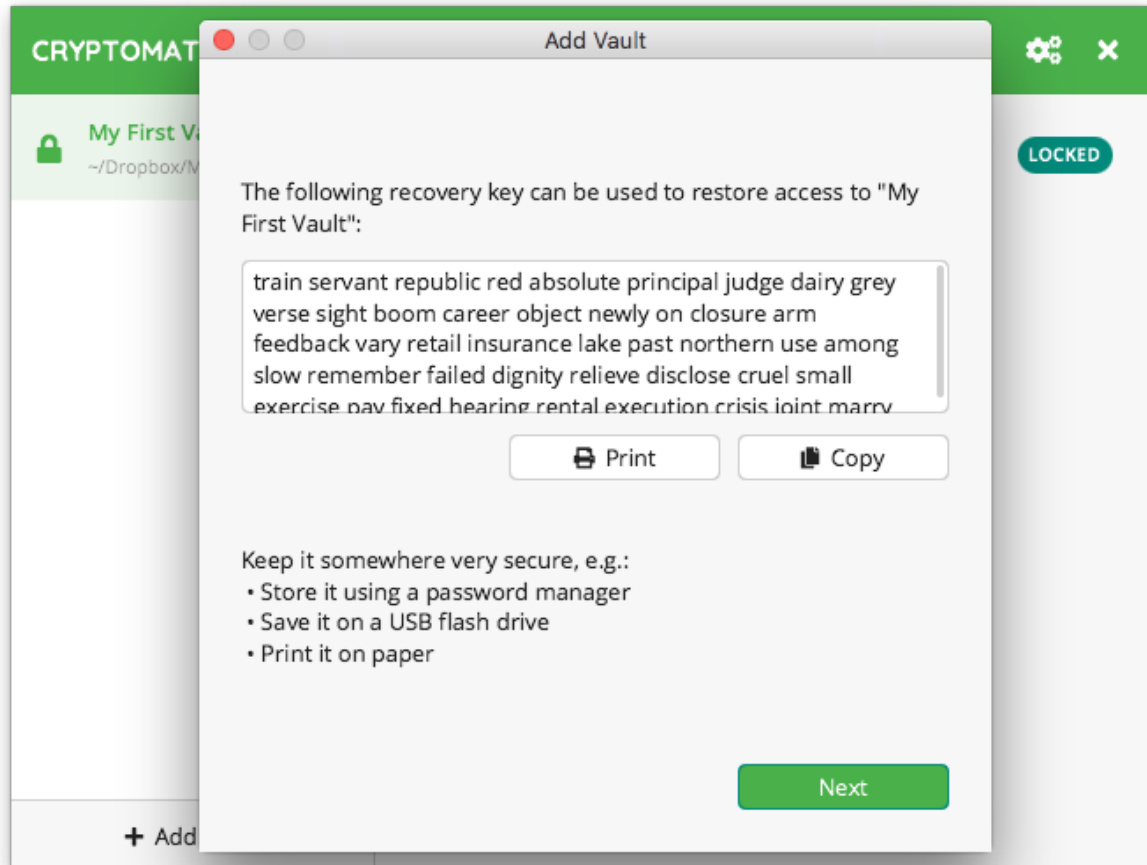 CRYPTOMAT
Add Vault
My First Va
~/Dropbox/M
LOCKED
The following recovery key can be used to restore access to "My
First Vault":
train servant republic red absolute principal judge dairy grey
verse sight boom career object newly on closure arm
feedback vary retail insurance lake past northern use among
slow remember failed dignity relieve disclose cruel small
exercise pay fixed hearing rental execution crisis joint marry
Print
Copy
Keep it somewhere very secure, e.g.:
• Store it using a password manager
• Save it on a USB flash drive
• Print it on paper
Next
+ Add